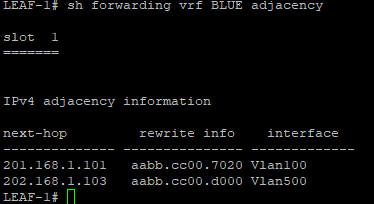 LEAF-1# sh forwarding vrf BLUE adjacency
slot  1
=======
IPv4 adjacency information
next-hop        rewrite info    interface
--------------  --------------- -------------
201.168.1.101   aabb.cc00.7020  Vlan100
202.168.1.103   aabb.cc00.d000  Vlan500
LEAF-1#